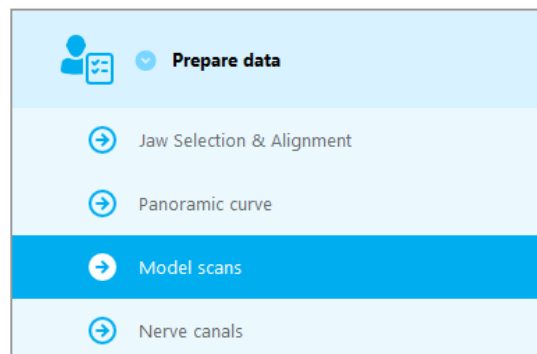 Prepare data
Jaw Selection & Alignment
Panoramic curve
Model scans
Nerve canals